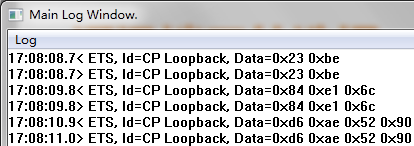 Main Log Window.
Log
17:08:08.7< ETS, Id=CP Loopback, Data=0x23 0xbe
17:08:08.7> ETS, Id=CP Loopback, Data=0x23 0xbe
17:08:09.8< ETS, Id=CP Loopback, Data=0x84 0xe1 0x6c
17:08:09.8> ETS, Id=CP Loopback, Data=0x84 0xe1 0x6c
17:08:10.9< ETS, Id=CP Loopback, Data=0xd6 0xae 0x52 0x90
17:08:11.0> ETS, Id=CP Loopback, Data=0xd6 0xae 0x52 0x90